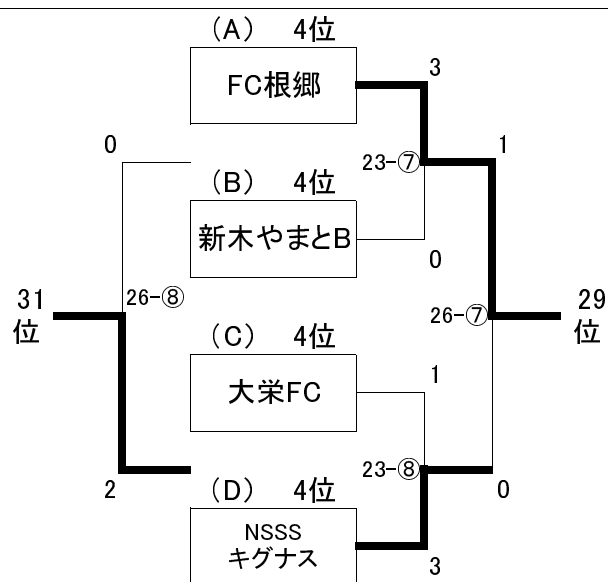 (A) 4位
3
FC根郷
0
1
23-⑦
(B) 4位
新木やまとB
0
31
位
26-⑧
29
位
26-⑦
(C) 4位
1
大栄FC
23-⑧
2
(D) 4位
0
NSSS
キグナス
3